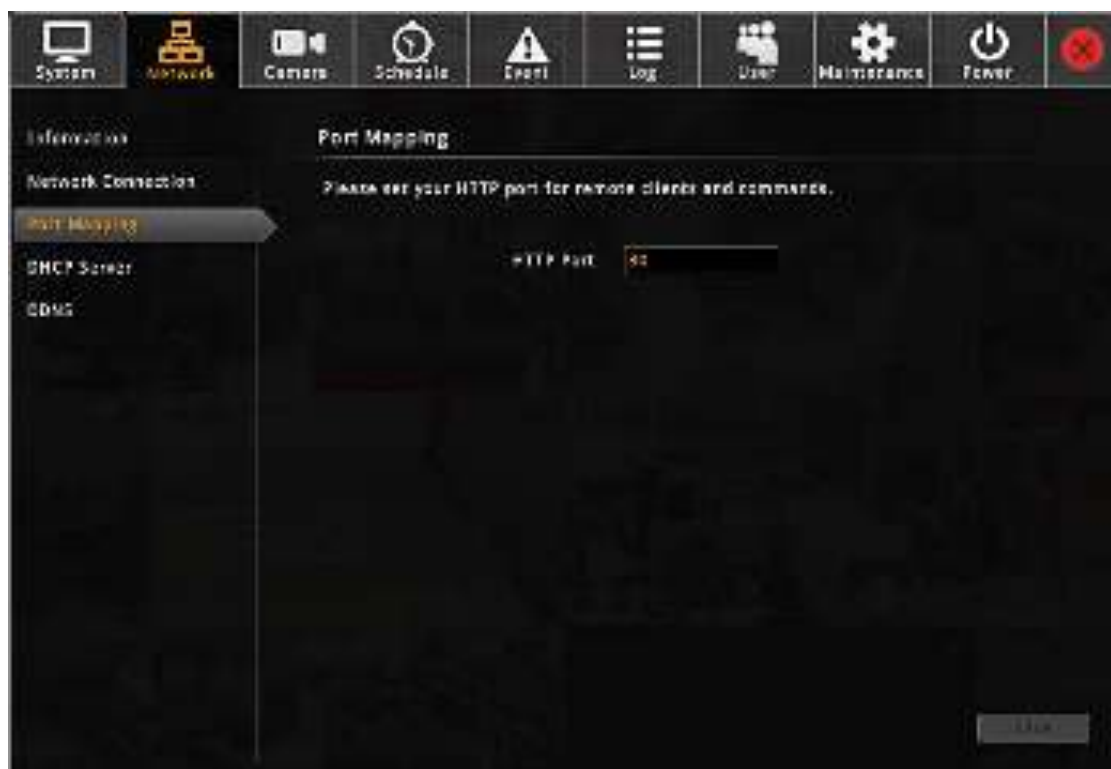 System Network Camera Schedule Event Log User Maintenance Power
Information
Network Connection
Port Mapping
DHCP Server
DDNS
Port Mapping
Please set your HTTP port for remote clients and commands.
HTTP Port 80